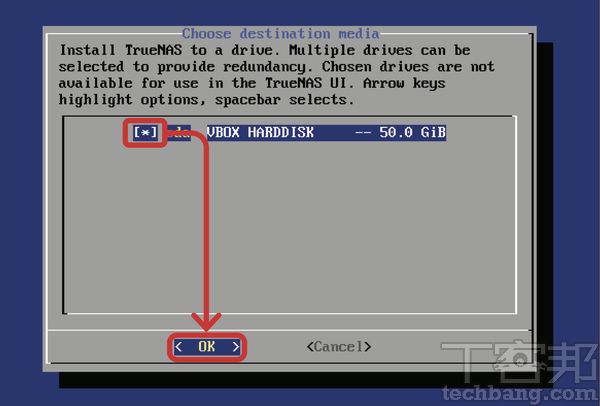 Choose destination media
Install TrueNAS to a drive. Multiple drives can be
selected to provide redundancy. Chosen drives are not
available for use in the TrueNAS UI. Arrow keys
highlight options, spacebar selects.
[*] sda VBOX HARDDISK -- 50.0 GiB
< OK > <Cancel>
T客邦
techbang.com